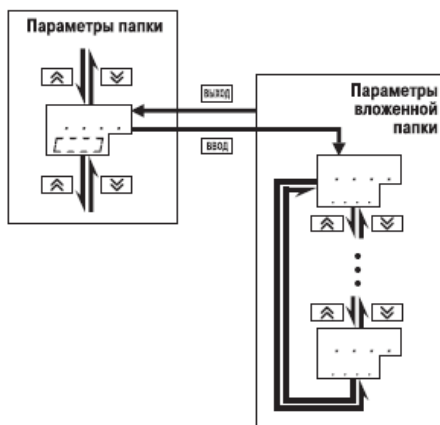 Параметры папки
выход
ввод
Параметры
вложенной
папки